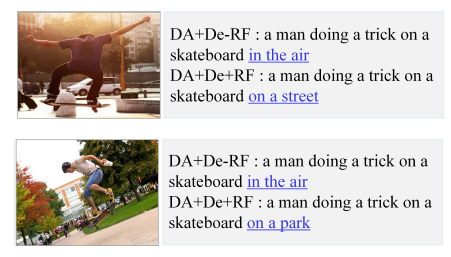 DA+De-RF : a man doing a trick on a
skateboard in the air
DA+De+RF : a man doing a trick on a
skateboard on a street
DA+De-RF : a man doing a trick on a
skateboard in the air
DA+De+RF : a man doing a trick on a
skateboard on a park